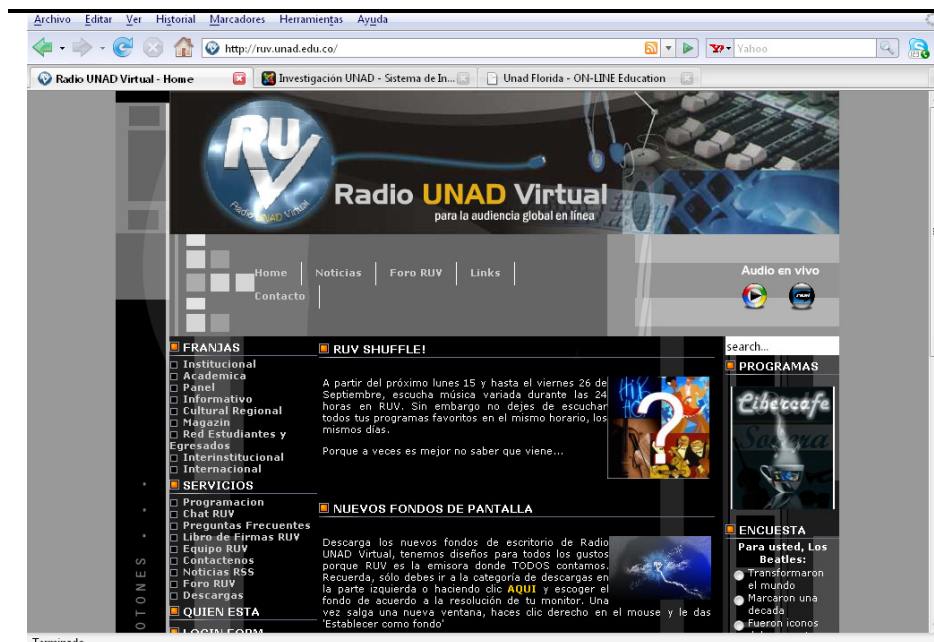 Archivo Editar Ver Historial Marcadores Herramientas Ayuda
http://ruv.unad.edu.co/
Yahoo
Radio UNAD Virtual - Home
Investigación UNAD - Sistema de In...
Unad Florida - ON-LINE Education
RUV
Radio UNAD Virtual
Radio UNAD Virtual
para la audiencia global en línea
Home Noticias Foro RUV Links
Contacto
Audio en vivo
FRANJAS
Institucional
Academica
Panel
Informativo
Cultural Regional
Magazin
Red Estudiantes y
Egresados
Interinstitucional
Internacional
SERVICIOS
Programacion
Chat RUV
Preguntas Frecuentes
Libro de Firmas RUV
Equipo RUV
Contactenos
Noticias RSS
Foro RUV
Descargas
QUIEN ESTA
LOGIN FORM
RUV SHUFFLE!
A partir del próximo lunes 15 y hasta el viernes 26 de
Septiembre, escucha música variada durante las 24
horas en RUV. Sin embargo no dejes de escuchar
todos tus programas favoritos en el mismo horario, los
mismos días.
Porque a veces es mejor no saber que viene...
NUEVOS FONDOS DE PANTALLA
Descarga los nuevos fondos de escritorio de Radio
UNAD Virtual, tenemos diseños para todos los gustos
porque RUV es la emisora donde TODOS contamos.
Recuerda, sólo debes ir a la categoría de descargas en
la parte izquierda o haciendo clic AQUI y escoger el
fondo de acuerdo a la resolución de tu monitor. Una
vez salga una nueva ventana, haces clic derecho en el mouse y le das
'Establecer como fondo'
search...
PROGRAMAS
Cibercafe
ENCUESTA
Para usted, Los
Beatles:
Transformaron
el mundo
Marcaron una
decada
Fueron iconos
Terminado